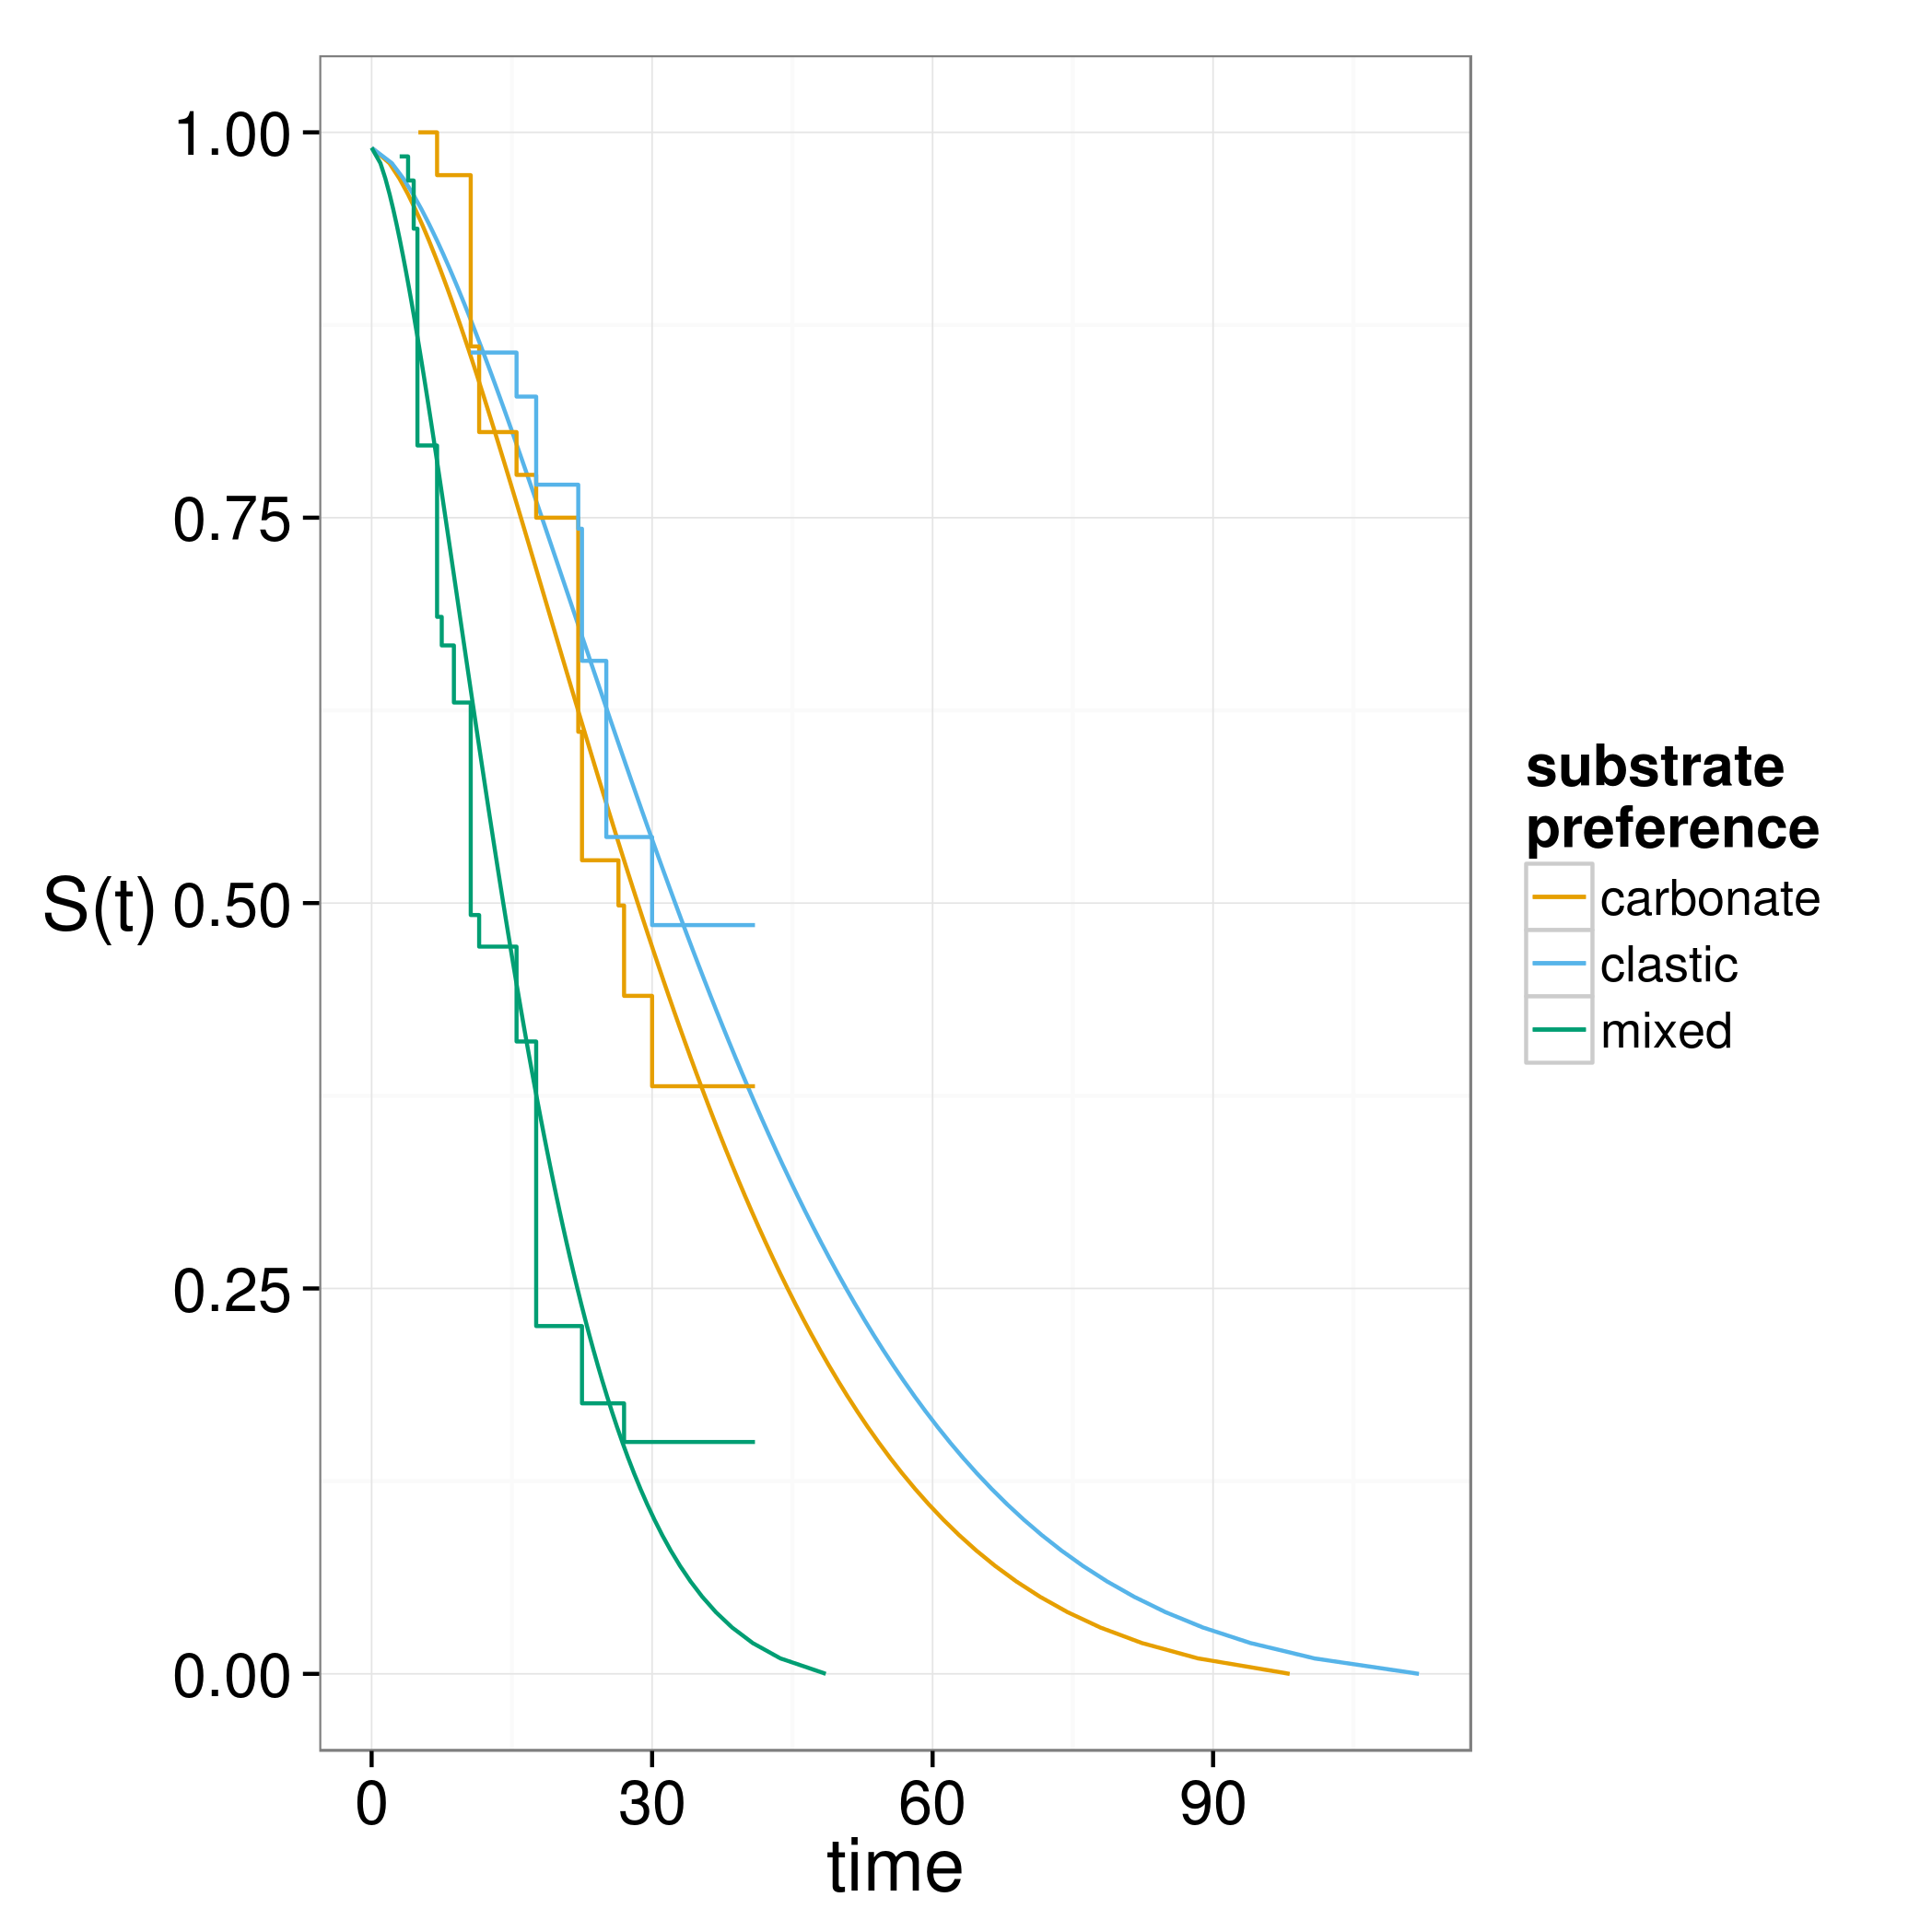 1.00
0.75
S(t) 0.50
0.25
0.00
0 30 60 90
time
substrate
preference
carbonate
clastic
mixed